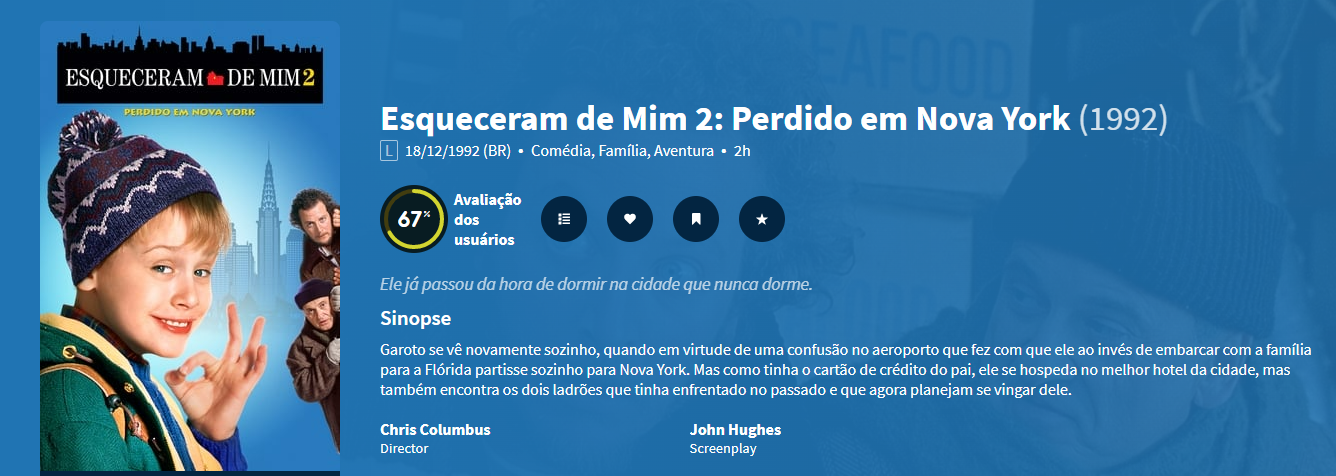 ESQUECERAM DE MIM 2
PERDIDO EM NOVA YORK
SEAFOOD
Esqueceram de Mim 2: Perdido em Nova York (1992)
L 18/12/1992 (BR) • Comédia, Família, Aventura • 2h
67%
Avaliação
dos
usuários
Ele já passou da hora de dormir na cidade que nunca dorme.
Sinopse
Garoto se vê novamente sozinho, quando em virtude de uma confusão no aeroporto que fez com que ele ao invés de embarcar com a família
para a Flórida partisse sozinho para Nova York. Mas como tinha o cartão de crédito do pai, ele se hospeda no melhor hotel da cidade, mas
também encontra os dois ladrões que tinha enfrentado no passado e que agora planejam se vingar dele.
Chris Columbus
Director
John Hughes
Screenplay